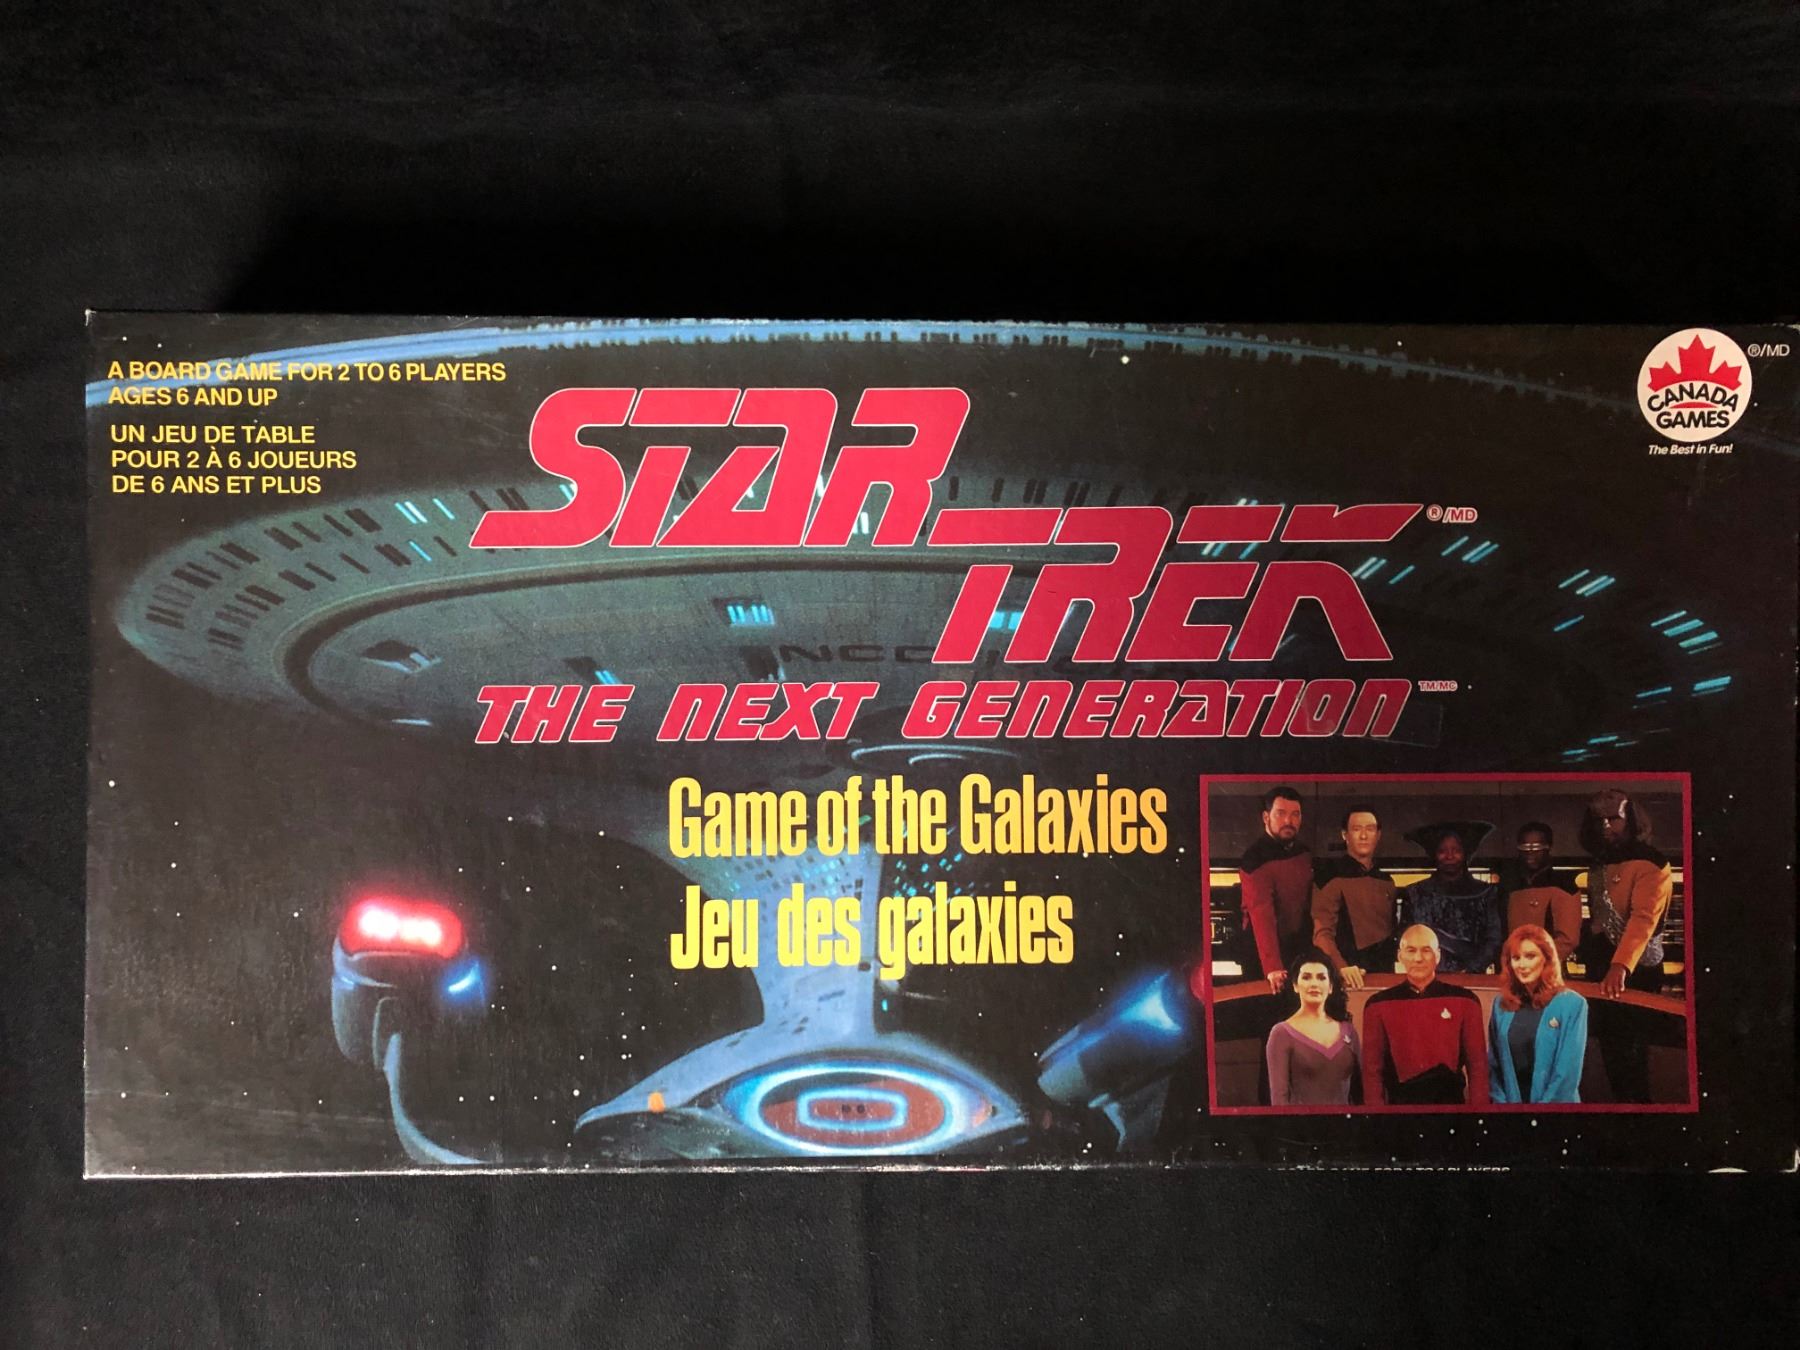 A BOARD GAME FOR 2 TO 6 PLAYERS
AGES 6 AND UP
UN JEU DE TABLE
POUR 2 À 6 JOUEURS
DE 6 ANS ET PLUS
STAR
TREK ®/MD
THE NEXT GENERATION TM/MC
Game of the Galaxies
Jeu des galaxies
CANADA
GAMES
®/MD
The Best in Fun!
NCC